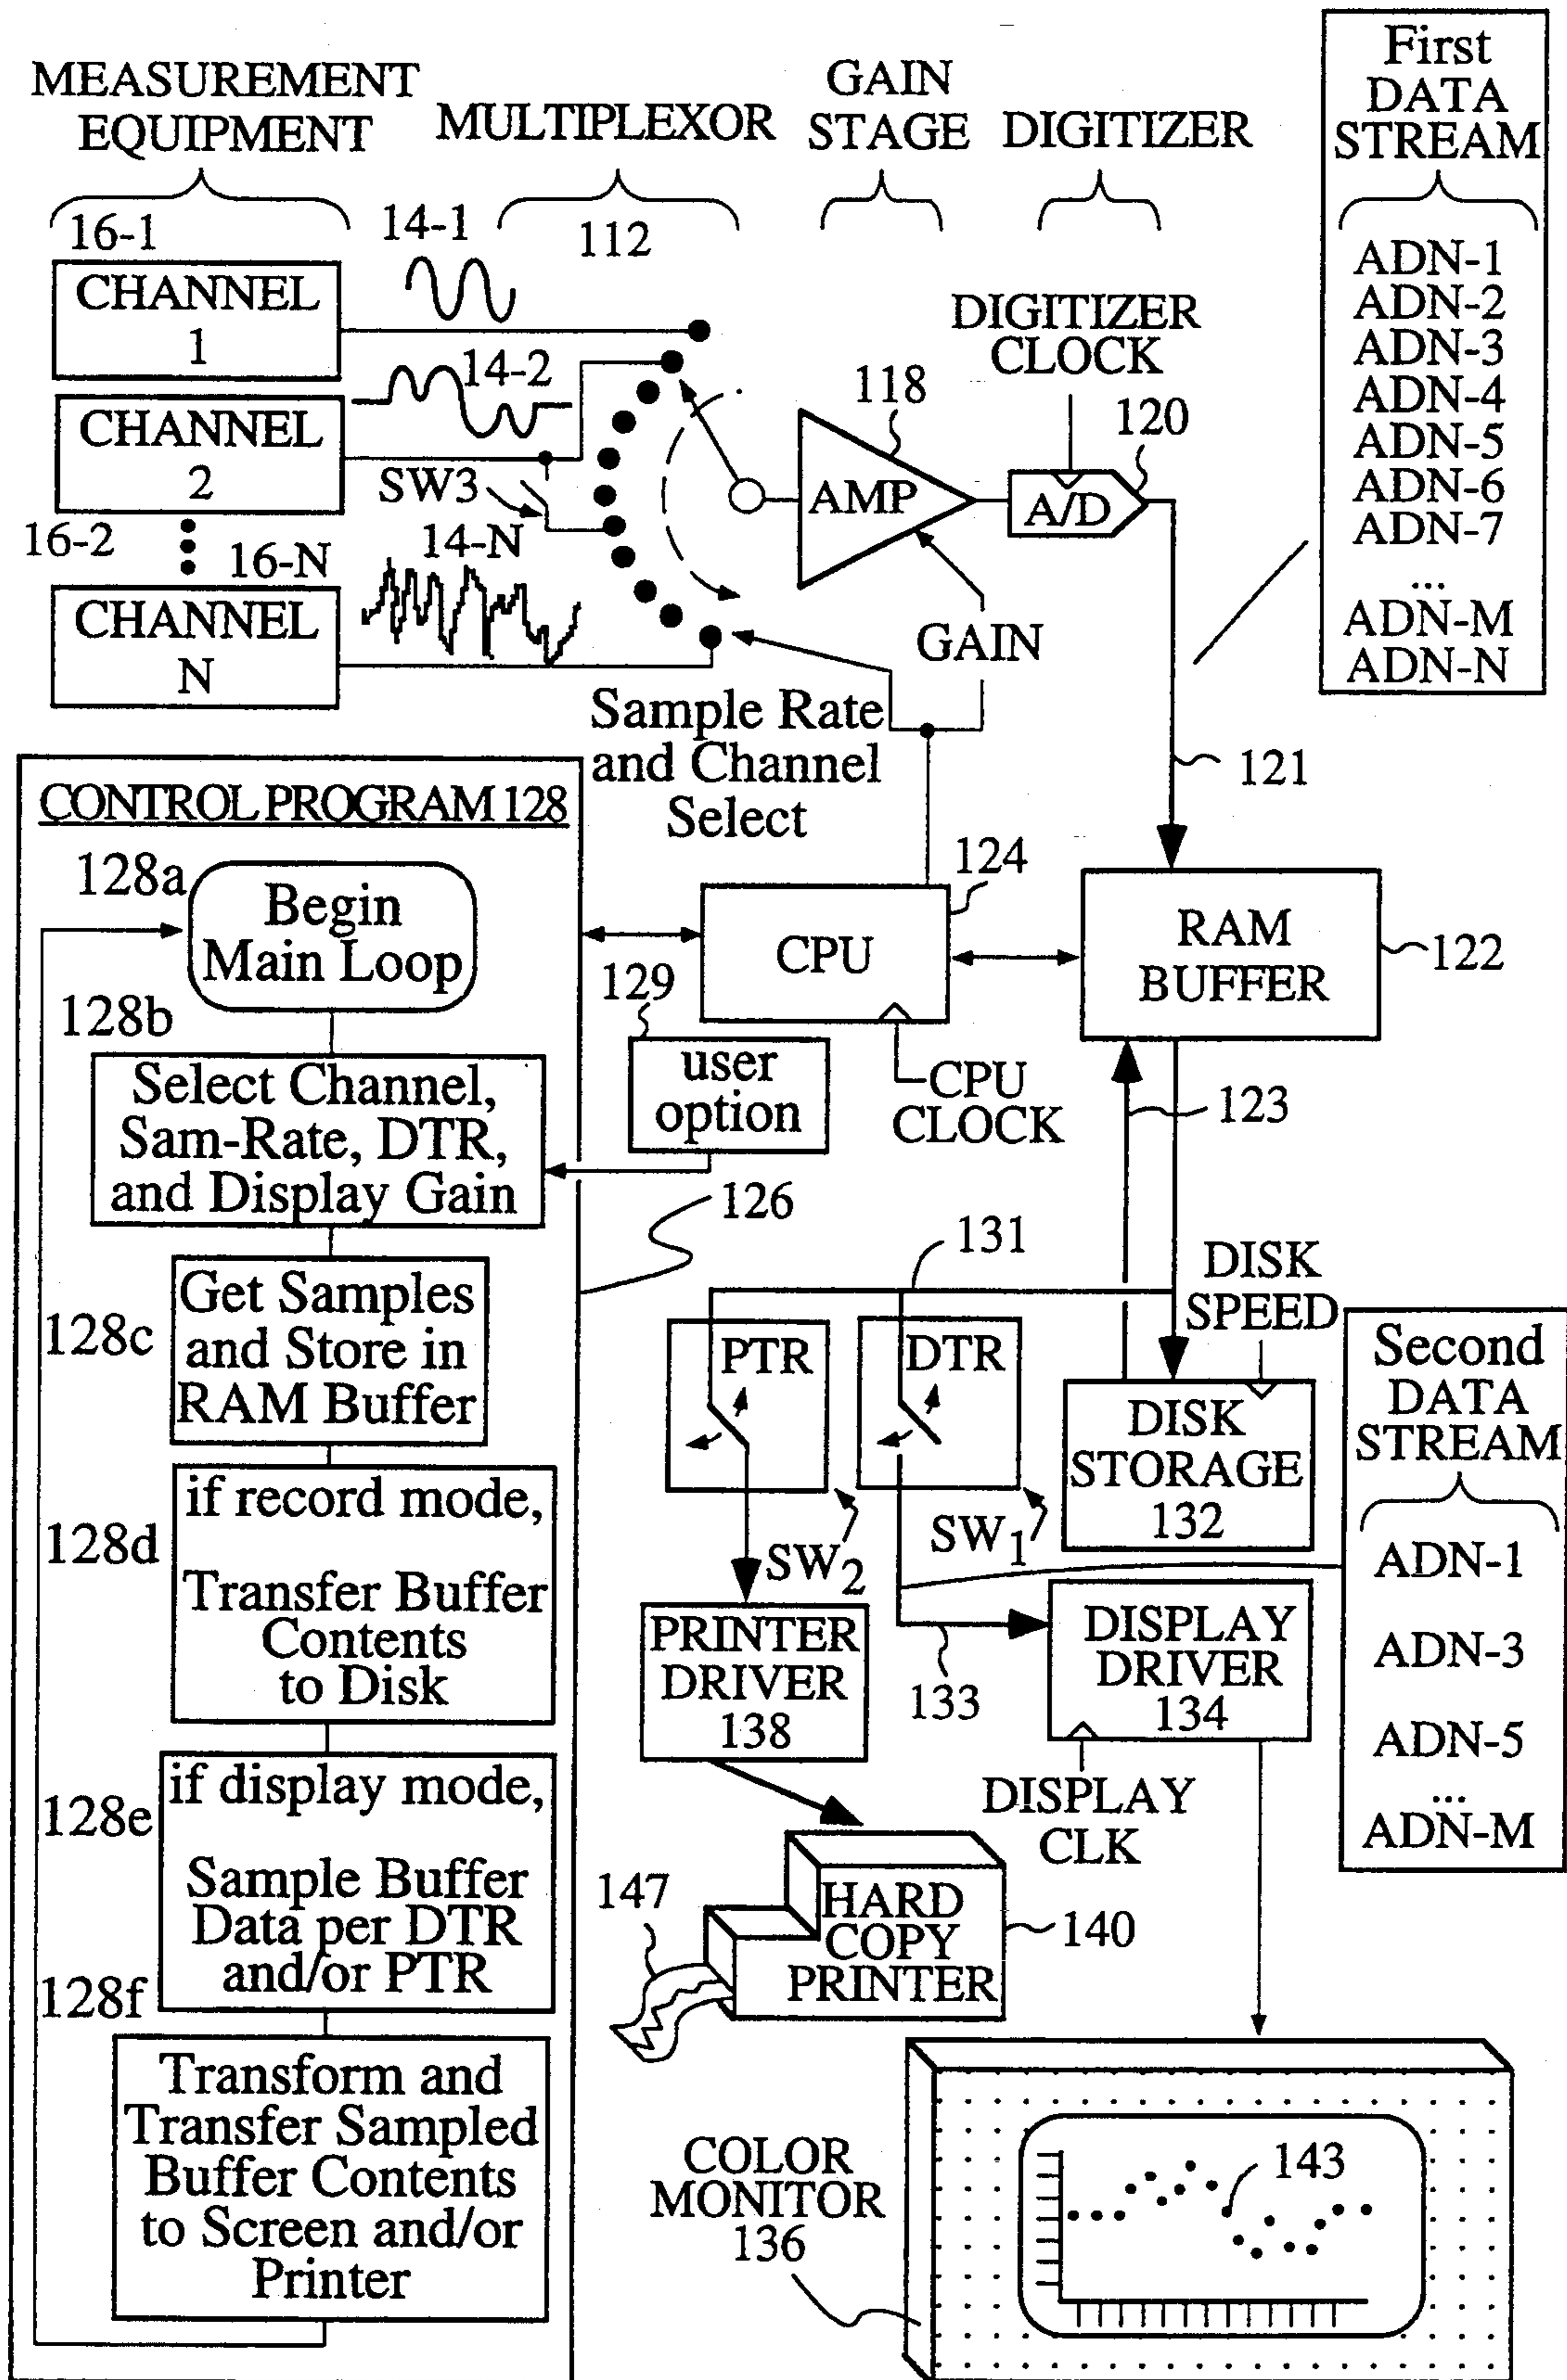 MEASUREMENT
EQUIPMENT
MULTIPLEXOR
GAIN
STAGE
DIGITIZER
First
DATA
STREAM
ADN-1
ADN-2
ADN-3
ADN-4
ADN-5
ADN-6
ADN-7
...
ADN-M
ADN-N
16-1
14-1
112
CHANNEL
1
14-2
CHANNEL
2
SW3
16-2
16-N
14-N
CHANNEL
N
DIGITIZER
CLOCK
118
120
AMP
A/D
GAIN
Sample Rate
and Channel
Select
121
CONTROL PROGRAM 128
128a
Begin
Main Loop
124
CPU
RAM
BUFFER
122
129
user
option
CPU
CLOCK
123
128b
Select Channel,
Sam-Rate, DTR,
and Display Gain
126
128c
Get Samples
and Store in
RAM Buffer
131
DISK
SPEED
PTR
DTR
DISK
STORAGE
132
SW2
SW1
Second
DATA
STREAM
ADN-1
ADN-3
ADN-5
...
ADN-M
128d
if record mode,
Transfer Buffer
Contents
to Disk
PRINTER
DRIVER
138
133
DISPLAY
DRIVER
134
DISPLAY
CLK
128e
if display mode,
Sample Buffer
Data per DTR
and/or PTR
147
HARD
COPY
PRINTER
140
128f
Transform and
Transfer Sampled
Buffer Contents
to Screen and/or
Printer
COLOR
MONITOR
136
143